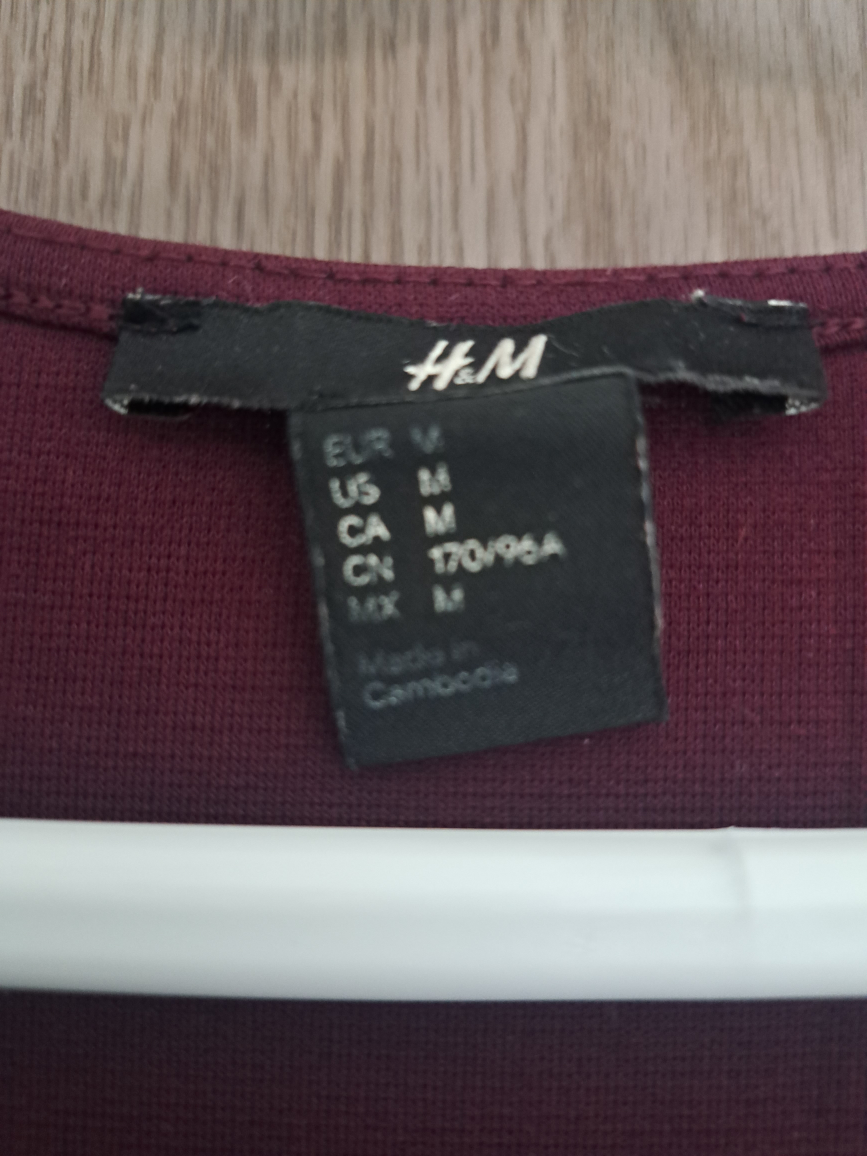 H&M
EUR M
US M
CA M
CN 170/96A
MX M
Made in
Cambodia